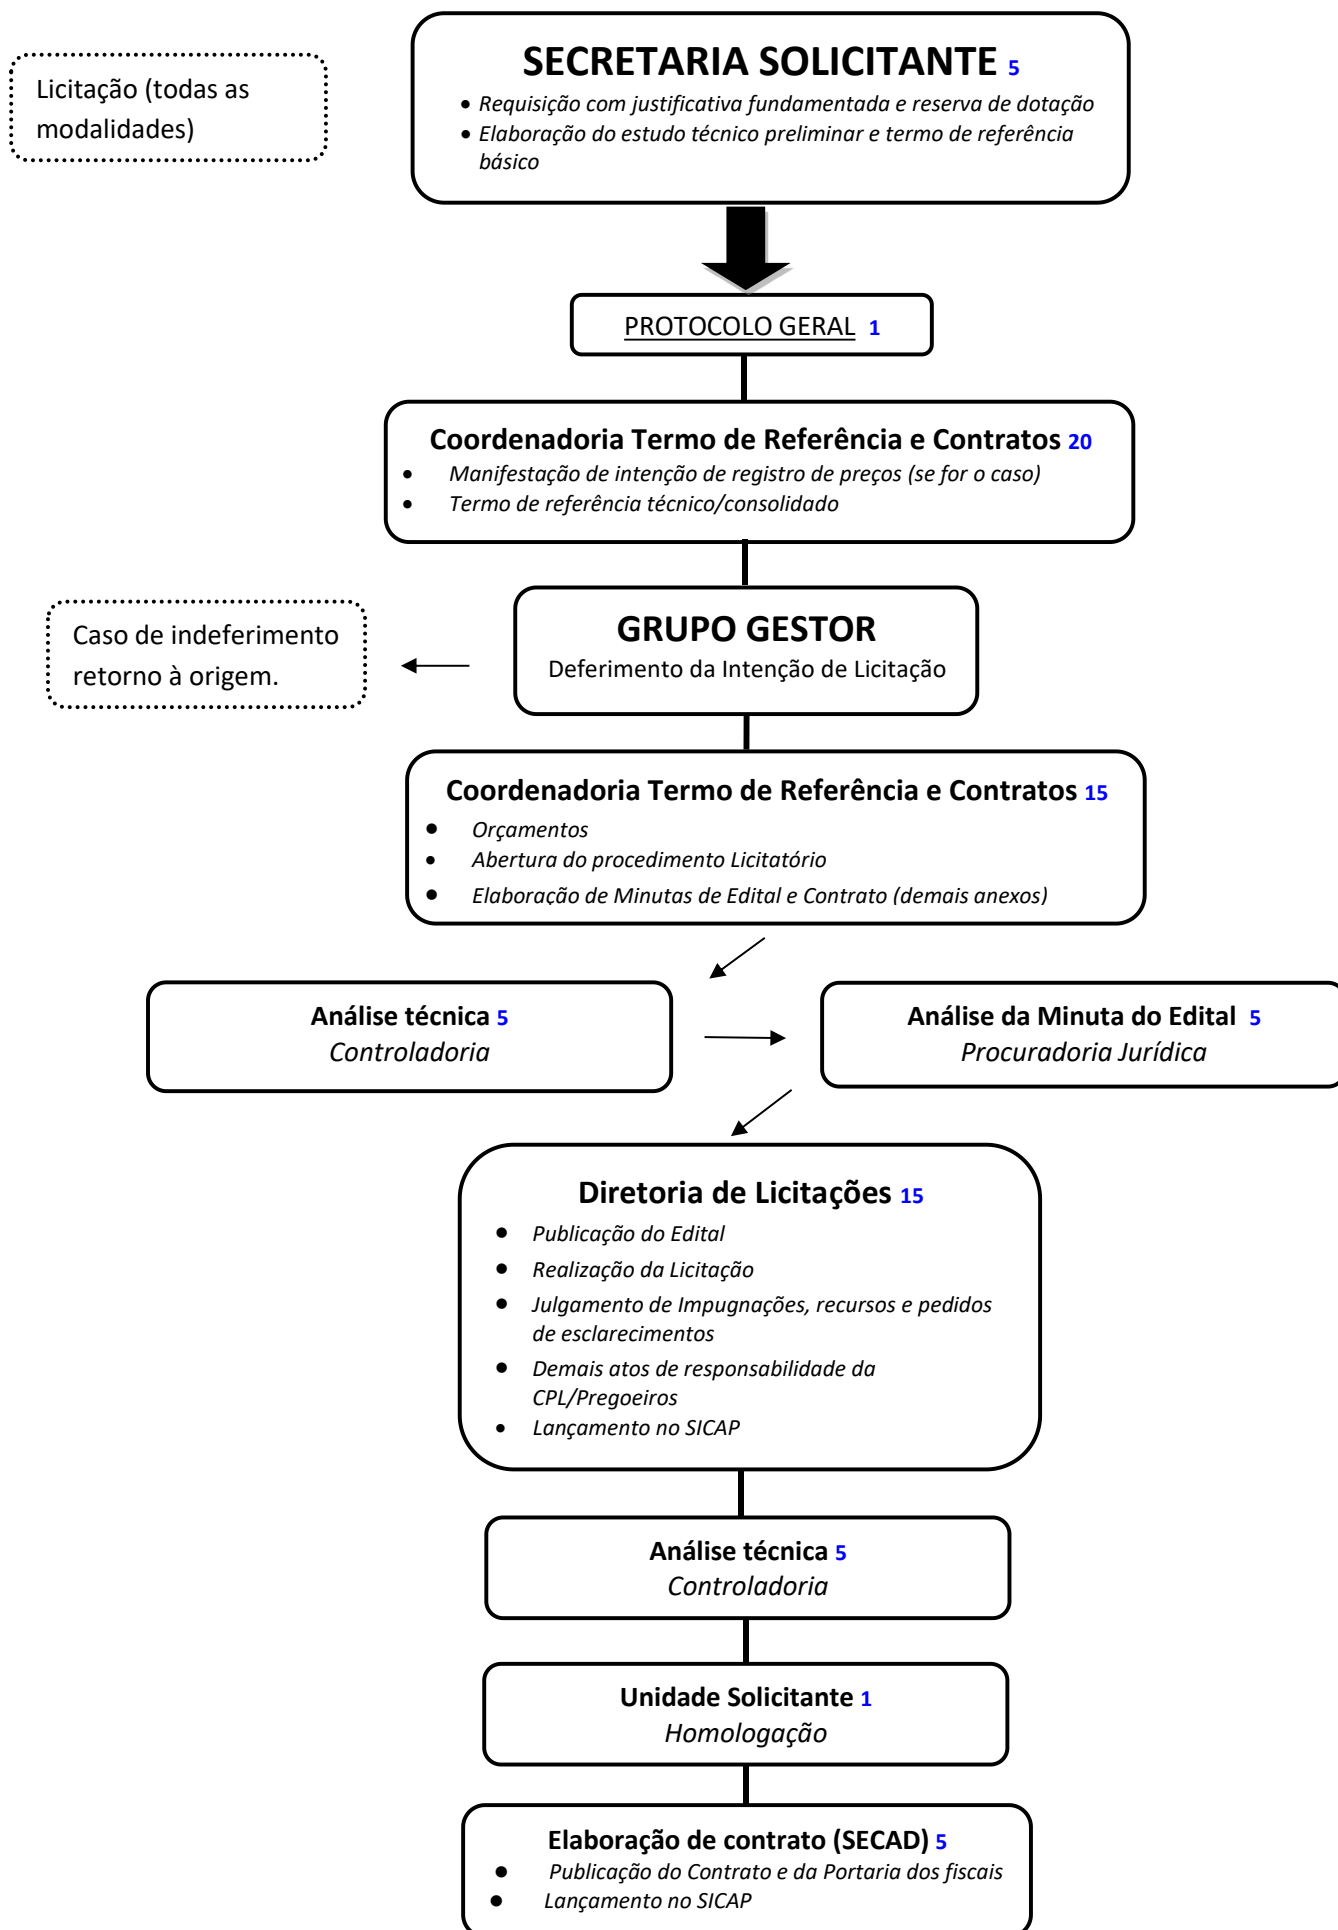 SECRETARIA SOLICITANTE 5
Licitação (todas as
modalidades)
• Requisição com justificativa fundamentada e reserva de dotação
• Elaboração do estudo técnico preliminar e termo de referência
básico
PROTOCOLO GERAL 1
Coordenadoria Termo de Referência e Contratos 20
• Manifestação de intenção de registro de preços (se for o caso)
• Termo de referência técnico/consolidado
Caso de indeferimento
retorno à origem.
GRUPO GESTOR
Deferimento da Intenção de Licitação
Coordenadoria Termo de Referência e Contratos 15
• Orçamentos
• Abertura do procedimento Licitatório
• Elaboração de Minutas de Edital e Contrato (demais anexos)
Análise técnica 5
Controladoria
Análise da Minuta do Edital 5
Procuradoria Jurídica
Diretoria de Licitações 15
• Publicação do Edital
• Realização da Licitação
• Julgamento de Impugnações, recursos e pedidos
de esclarecimentos
• Demais atos de responsabilidade da
CPL/Pregoeiros
• Lançamento no SICAP
Análise técnica 5
Controladoria
Unidade Solicitante 1
Homologação
Elaboração de contrato (SECAD) 5
• Publicação do Contrato e da Portaria dos fiscais
• Lançamento no SICAP